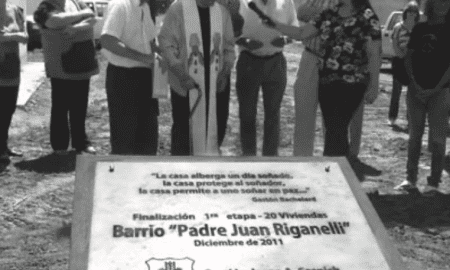 "La casa alberga un día soñado,
la casa protege al soñador,
la casa permite a uno soñar en paz..."
Gastón Bachelard
Finalización 1ra etapa - 20 Viviendas
Barrio "Padre Juan Riganelli"
Diciembre de 2011